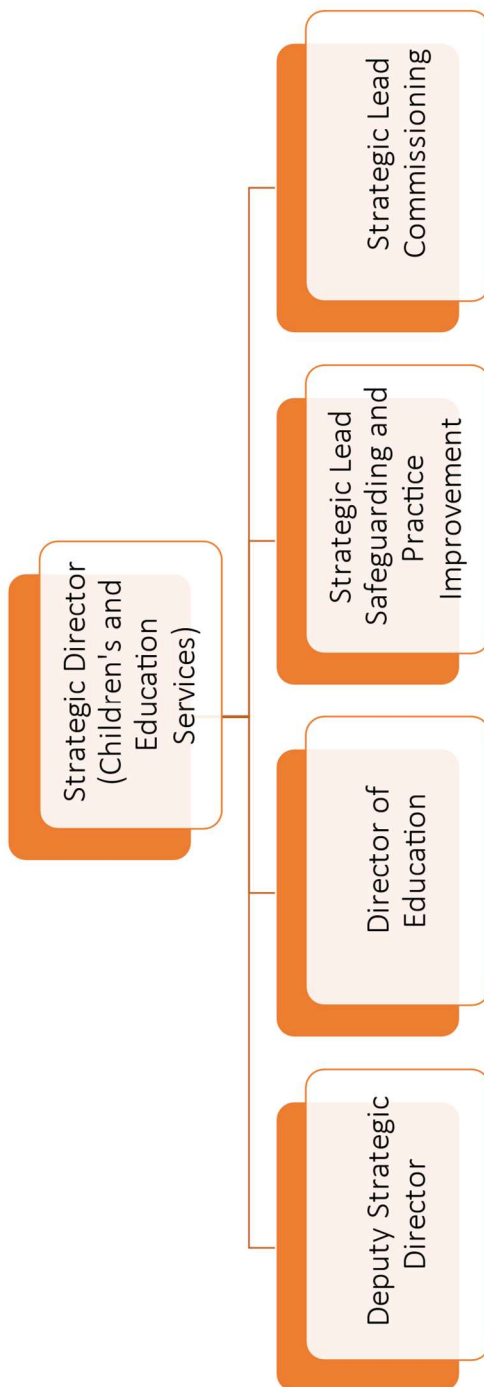 Strategic Director
(Children's and
Education
Services)
Deputy Strategic
Director
Director of
Education
Strategic Lead
Safeguarding and
Practice
Improvement
Strategic Lead
Commissioning